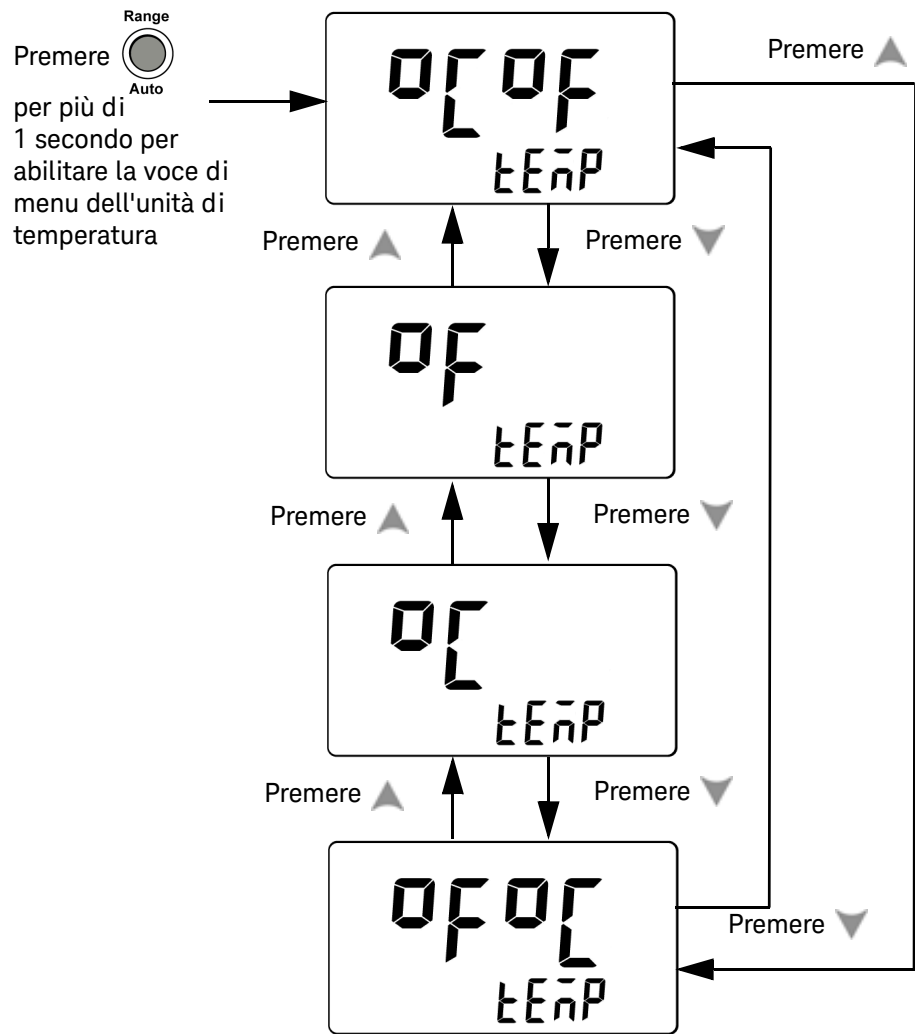 Range
Premere
Auto
per più di
1 secondo per
abilitare la voce di
menu dell'unità di
temperatura
°C°F
tEmP
Premere
Premere
Premere
°F
tEmP
Premere
Premere
°C
tEmP
Premere
Premere
°F°C
tEmP
Premere